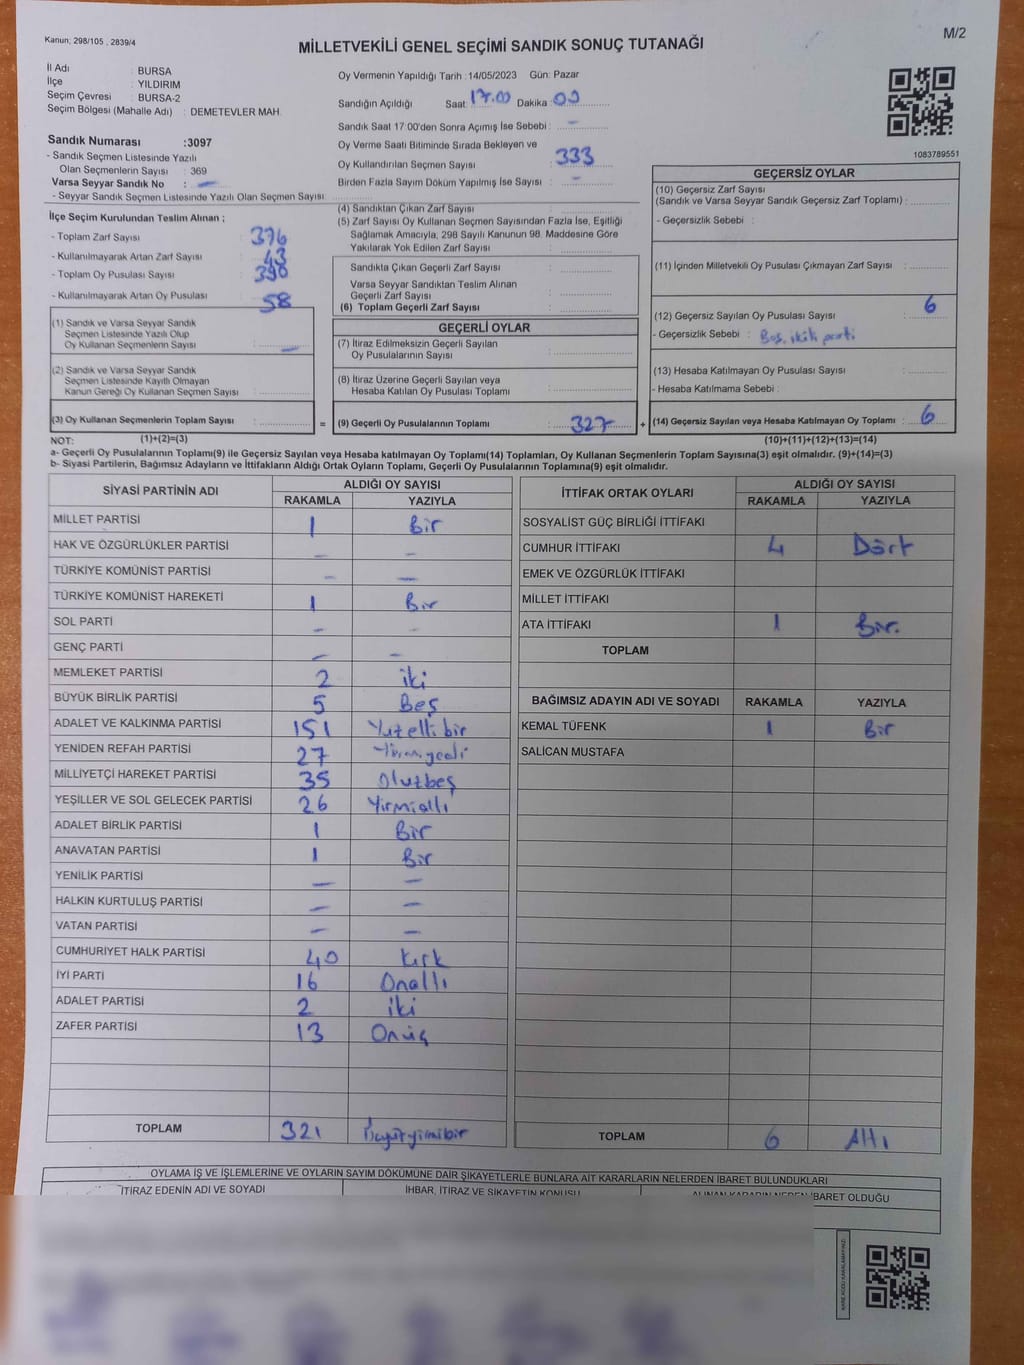 Kanun; 298/105 , 2839/4
MİLLETVEKİLİ GENEL SEÇİMİ SANDIK SONUÇ TUTANAĞI
M/2
İl Adı : BURSA
İlçe : YILDIRIM
Seçim Çevresi : BURSA-2
Seçim Bölgesi (Mahalle Adı) : DEMETEVLER MAH.
Oy Vermenin Yapıldığı Tarih :14/05/2023 Gün: Pazar
Sandığın Açıldığı Saat: 17.00 Dakika: 00
Sandık Saat 17 00'den Sonra Açılmış İse Sebebi : -
Oy Verme Saati Bitiminde Sırada Bekleyen ve
Oy Kullandırılan Seçmen Sayısı : 333
Birden Fazla Sayım Döküm Yapılmış İse Sayısı : -
1083789551
Sandık Numarası :3097
- Sandık Seçmen Listesinde Yazılı
Olan Seçmenlerin Sayısı : 369
Varsa Seyyar Sandık No : -
- Seyyar Sandık Seçmen Listesinde Yazılı Olan Seçmen Sayısı
İlçe Seçim Kurulundan Teslim Alınan ;
- Toplam Zarf Sayısı : 376
- Kullanılmayarak Artan Zarf Sayısı : 43
- Toplam Oy Pusulası Sayısı : 390
- Kullanılmayarak Artan Oy Pusulası : 58
(1) Sandık ve Varsa Seyyar Sandık
Seçmen Listesinde Yazılı Olup
Oy Kullanan Seçmenlerin Sayısı : -
(2) Sandık ve Varsa Seyyar Sandık
Seçmen Listesinde Kayıtlı Olmayan
Kanun Gereği Oy Kullanan Seçmen Sayısı :
(3) Oy Kullanan Seçmenlerin Toplam Sayısı :
(4) Sandıktan Çıkan Zarf Sayısı
(5) Zarf Sayısı Oy Kullanan Seçmen Sayısından Fazla İse, Eşitliği
Sağlamak Amacıyla, 298 Sayılı Kanunun 98. Maddesine Göre
Yakılarak Yok Edilen Zarf Sayısı
Sandıkta Çıkan Geçerli Zarf Sayısı
Varsa Seyyar Sandıktan Teslim Alınan
Geçerli Zarf Sayısı
(6) Toplam Geçerli Zarf Sayısı
GEÇERLİ OYLAR
(7) İtiraz Edilmeksizin Geçerli Sayılan
Oy Pusulalarının Sayısı
(8) İtiraz Üzerine Geçerli Sayılan veya
Hesaba Katılan Oy Pusulası Toplamı
= (9) Geçerli Oy Pusulalarının Toplamı : 327 +
GEÇERSİZ OYLAR
(10) Geçersiz Zarf Sayısı
(Sandık ve Varsa Seyyar Sandık Geçersiz Zarf Toplamı) :
- Geçersizlik Sebebi :
(11) İçinden Milletvekili Oy Pusulası Çıkmayan Zarf Sayısı :
(12) Geçersiz Sayılan Oy Pusulası Sayısı : 6
- Geçersizlik Sebebi : Boş, ikili parti
(13) Hesaba Katılmayan Oy Pusulası Sayısı :
- Hesaba Katılmama Sebebi :
(14) Geçersiz Sayılan veya Hesaba Katılmayan Oy Toplamı : 6
NOT: (1)+(2)=(3)
(10)+(11)+(12)+(13)=(14)
a- Geçerli Oy Pusulalarının Toplamı(9) ile Geçersiz Sayılan veya Hesaba katılmayan Oy Toplamı(14) Toplamları, Oy Kullanan Seçmenlerin Toplam Sayısına(3) eşit olmalıdır. (9)+(14)=(3)
b- Siyasi Partilerin, Bağımsız Adayların ve İttifakların Aldığı Ortak Oyların Toplamı, Geçerli Oy Pusulalarının Toplamına(9) eşit olmalıdır.
SİYASİ PARTİNİN ADI ALDIĞI OY SAYISI
RAKAMLA YAZIYLA
MİLLET PARTİSİ 1 Bir
HAK VE ÖZGÜRLÜKLER PARTİSİ - -
TÜRKİYE KOMÜNİST PARTİSİ - -
TÜRKİYE KOMÜNİST HAREKETİ 1 Bir
SOL PARTİ - -
GENÇ PARTİ - -
MEMLEKET PARTİSİ 2 iki
BÜYÜK BİRLİK PARTİSİ 5 Beş
ADALET VE KALKINMA PARTİSİ 151 Yüzellibir
YENİDEN REFAH PARTİSİ 27 Yirmiyedi
MİLLİYETÇİ HAREKET PARTİSİ 35 Otuzbeş
YEŞİLLER VE SOL GELECEK PARTİSİ 26 Yirmialtı
ADALET BİRLİK PARTİSİ 1 Bir
ANAVATAN PARTİSİ 1 Bir
YENİLİK PARTİSİ - -
HALKIN KURTULUŞ PARTİSİ - -
VATAN PARTİSİ - -
CUMHURİYET HALK PARTİSİ 40 Kırk
İYİ PARTİ 16 Onaltı
ADALET PARTİSİ 2 iki
ZAFER PARTİSİ 13 Onüç
TOPLAM 321 üçyüzyirmibir
İTTİFAK ORTAK OYLARI ALDIĞI OY SAYISI
RAKAMLA YAZIYLA
SOSYALİST GÜÇ BİRLİĞİ İTTİFAKI
CUMHUR İTTİFAKI 4 Dört
EMEK VE ÖZGÜRLÜK İTTİFAKI
MİLLET İTTİFAKI
ATA İTTİFAKI 1 Bir.
TOPLAM
BAĞIMSIZ ADAYIN ADI VE SOYADI RAKAMLA YAZIYLA
KEMAL TÜFENK 1 Bir
SALİCAN MUSTAFA
TOPLAM 6 Altı
OYLAMA İŞ VE İŞLEMLERİNE VE OYLARIN SAYIM DÖKÜMÜNE DAİR ŞİKAYETLERLE BUNLARA AİT KARARLARIN NELERDEN İBARET BULUNDUKLARI
İTİRAZ EDENİN ADI VE SOYADI İHBAR, İTİRAZ VE ŞİKAYETİN KONUSU ALINAN KARARIN NEDEN İBARET OLDUĞU